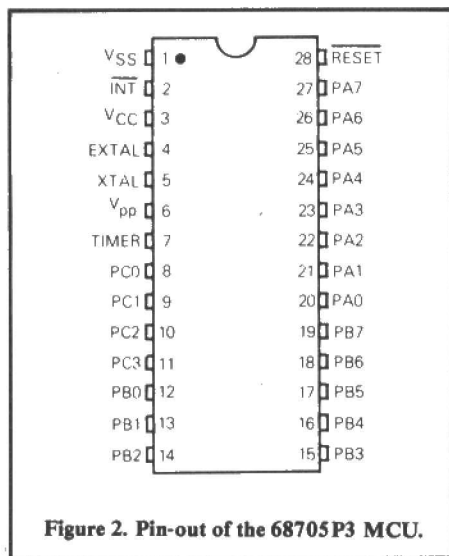 VSS 1 28 RESET
INT 2 27 PA7
VCC 3 26 PA6
EXTAL 4 25 PA5
XTAL 5 24 PA4
Vpp 6 23 PA3
TIMER 7 22 PA2
PC0 8 21 PA1
PC1 9 20 PA0
PC2 10 19 PB7
PC3 11 18 PB6
PB0 12 17 PB5
PB1 13 16 PB4
PB2 14 15 PB3
Figure 2. Pin-out of the 68705P3 MCU.